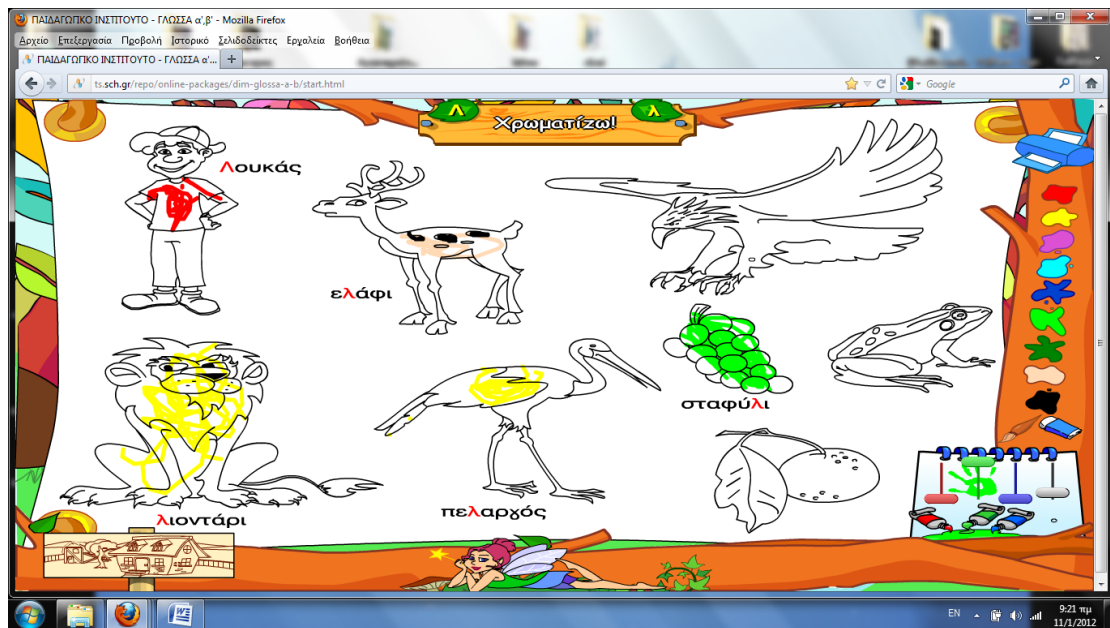 ΠΑΙΔΑΓΩΓΙΚΟ ΙΝΣΤΙΤΟΥΤΟ - ΓΛΩΣΣΑ α',β' - Mozilla Firefox
Αρχείο Επεξεργασία Προβολή Ιστορικό Σελιδοδείκτες Εργαλεία Βοήθεια
ΠΑΙΔΑΓΩΓΙΚΟ ΙΝΣΤΙΤΟΥΤΟ - ΓΛΩΣΣΑ α'... +
ts.sch.gr/repo/online-packages/dim-glossa-a-b/start.html
Google
Λ Χρωματίζω! λ
Λουκάς
ελάφι
σταφύλι
λιοντάρι
πελαργός
EN
9:21 πμ
11/1/2012